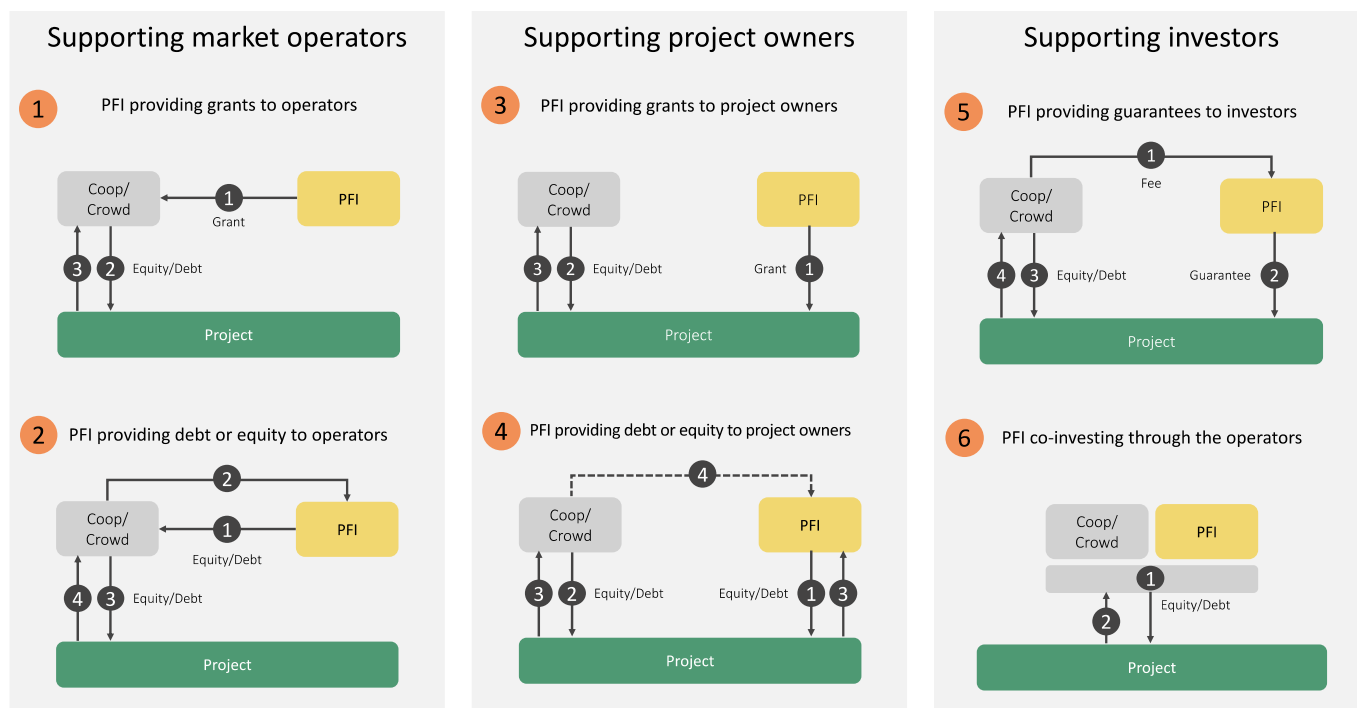 Supporting market operators
1
PFI providing grants to operators
Coop/
Crowd
1
PFI
Grant
3
2
Equity/Debt
Project
2
PFI providing debt or equity to operators
2
Coop/
Crowd
1
PFI
Equity/Debt
4
3
Equity/Debt
Project
Supporting project owners
3
PFI providing grants to project owners
Coop/
Crowd
PFI
3
2
Equity/Debt
Grant
1
Project
4
PFI providing debt or equity to project owners
4
Coop/
Crowd
PFI
3
2
Equity/Debt
Equity/Debt
1
3
Project
Supporting investors
5
PFI providing guarantees to investors
1
Fee
Coop/
Crowd
PFI
4
3
Equity/Debt
Guarantee
2
Project
6
PFI co-investing through the operators
Coop/
Crowd
PFI
1
Equity/Debt
2
Project